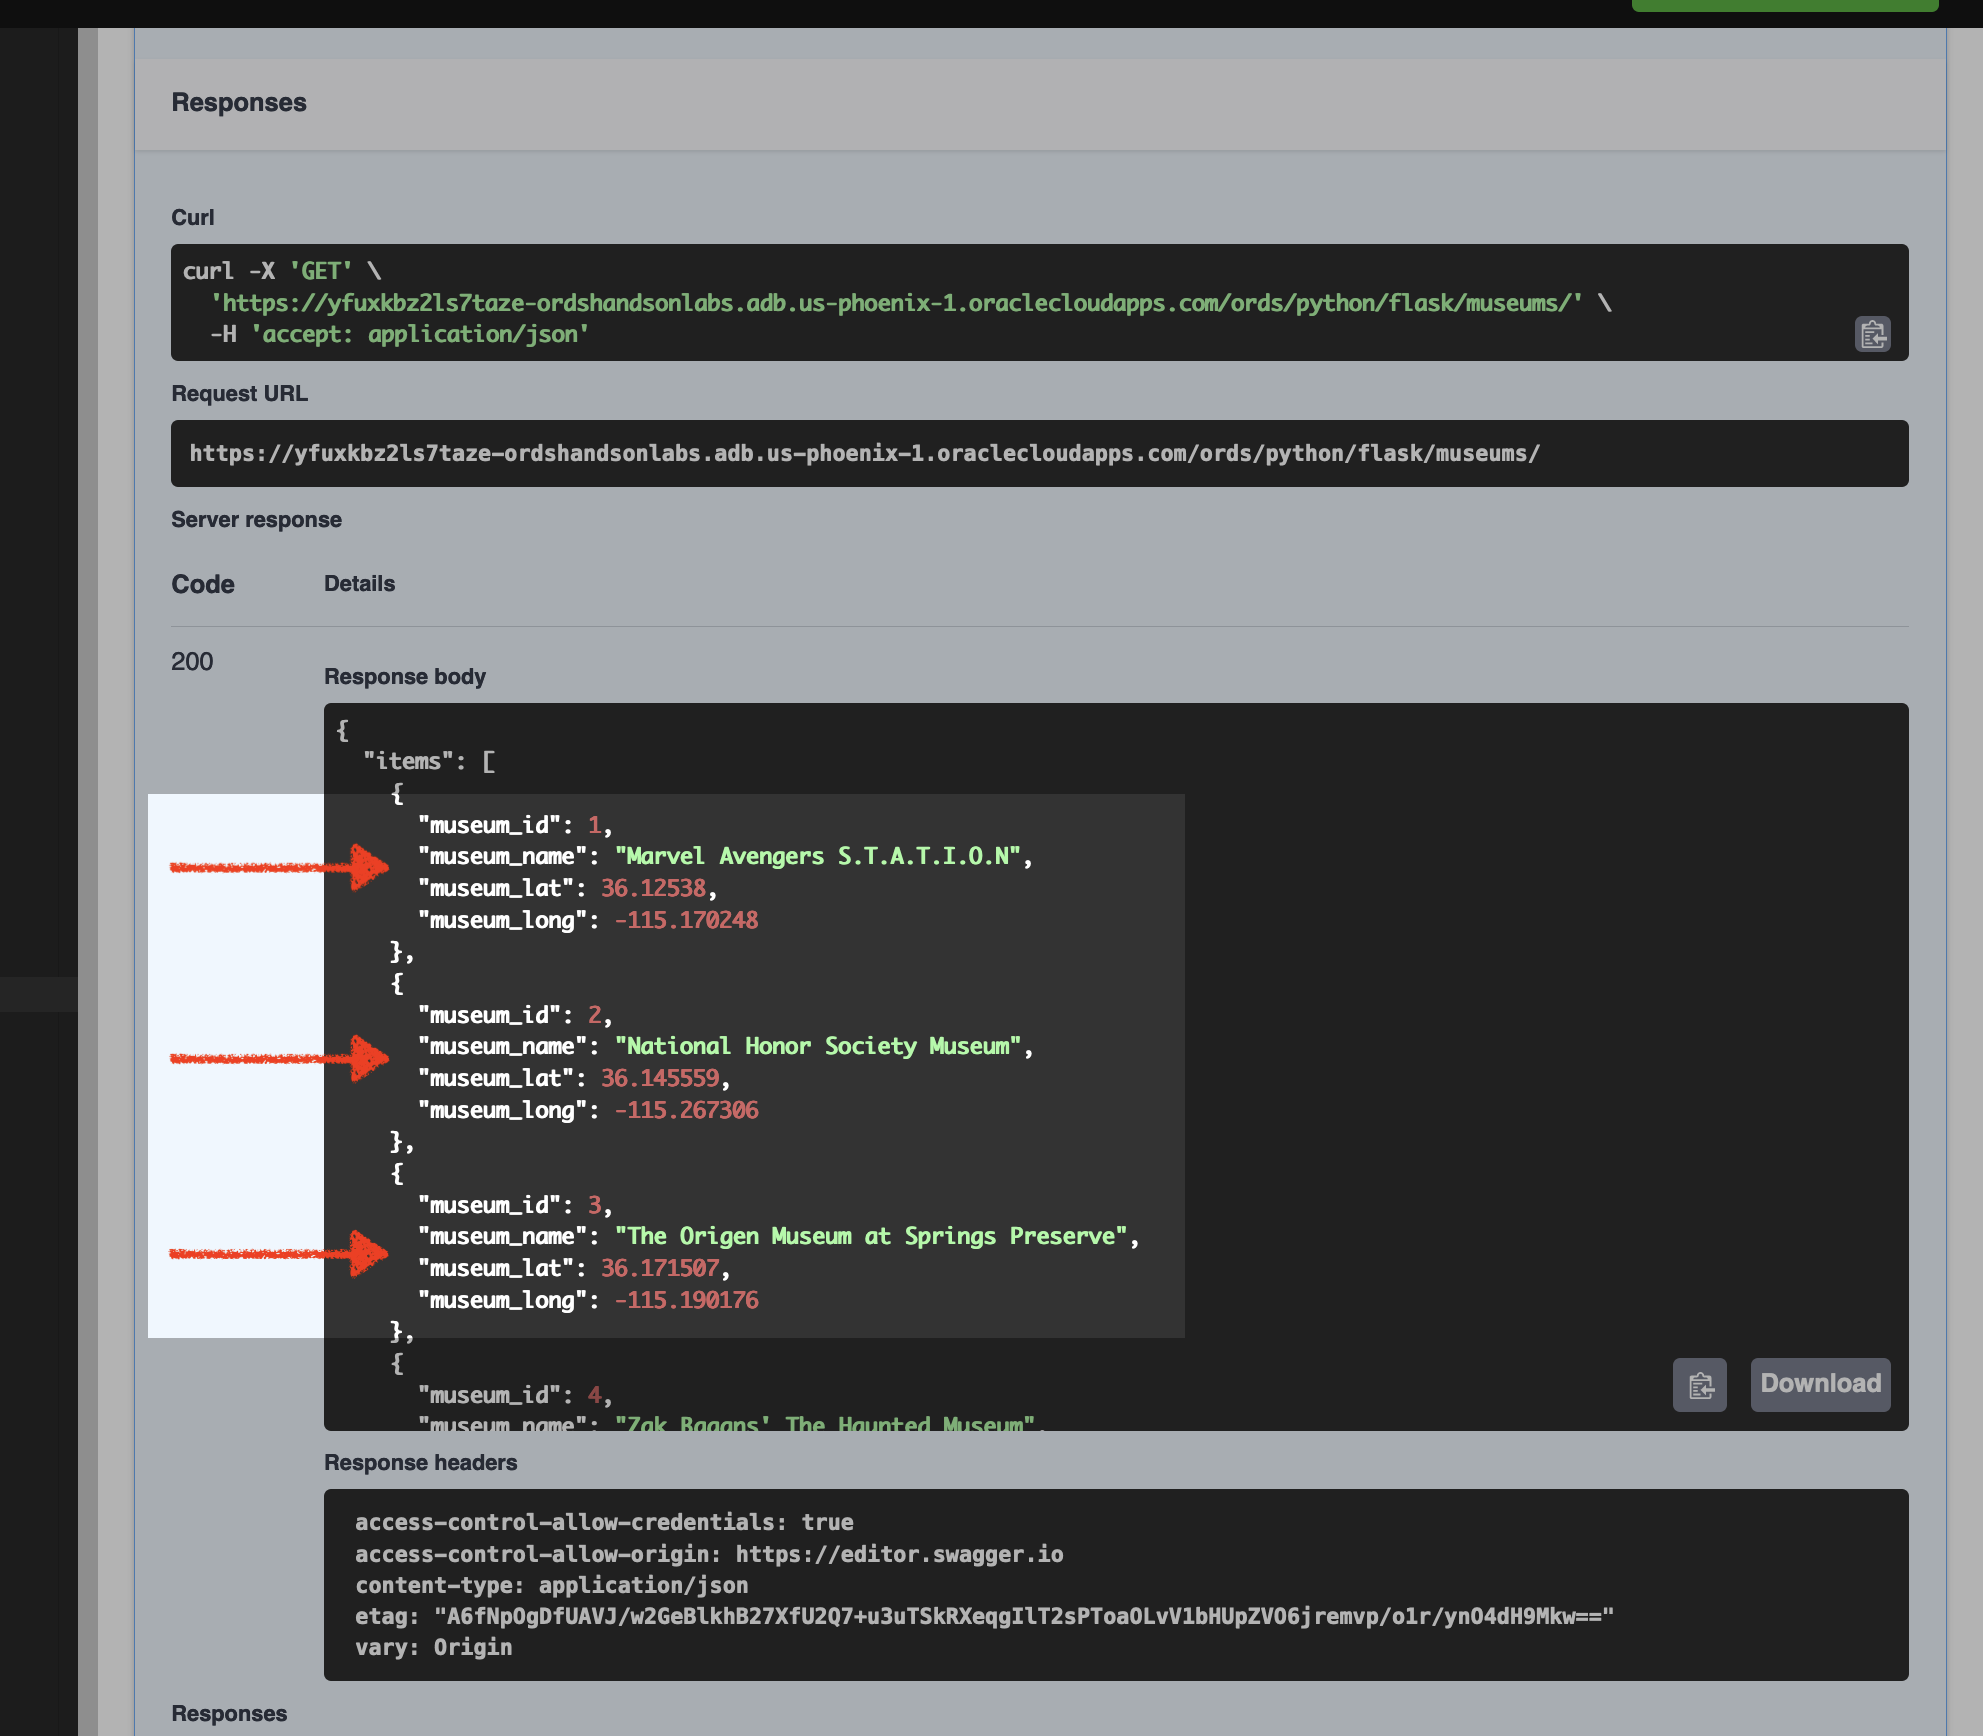 Responses
Curl
curl -X 'GET' \
'https://yfuxkbz2ls7taze-ordshandsonlabs.adb.us-phoenix-1.oraclecloudapps.com/ords/python/flask/museums/' \
-H 'accept: application/json'
Request URL
https://yfuxkbz2ls7taze-ordshandsonlabs.adb.us-phoenix-1.oraclecloudapps.com/ords/python/flask/museums/
Server response
Code Details
200
Response body
{
"items": [
{
"museum_id": 1,
"museum_name": "Marvel Avengers S.T.A.T.I.O.N",
"museum_lat": 36.12538,
"museum_long": -115.170248
},
{
"museum_id": 2,
"museum_name": "National Honor Society Museum",
"museum_lat": 36.145559,
"museum_long": -115.267306
},
{
"museum_id": 3,
"museum_name": "The Origen Museum at Springs Preserve",
"museum_lat": 36.171507,
"museum_long": -115.190176
},
{
"museum_id": 4,
"museum_name": "Zak Bagans' The Haunted Museum",
Download
Response headers
access-control-allow-credentials: true
access-control-allow-origin: https://editor.swagger.io
content-type: application/json
etag: "A6fNpOgDfUAVJ/w2GeBlkhB27XfU2Q7+u3uTSkRXeqgIlT2sPToaOLvV1bHUpZVO6jremvp/o1r/ynO4dH9Mkw=="
vary: Origin
Responses